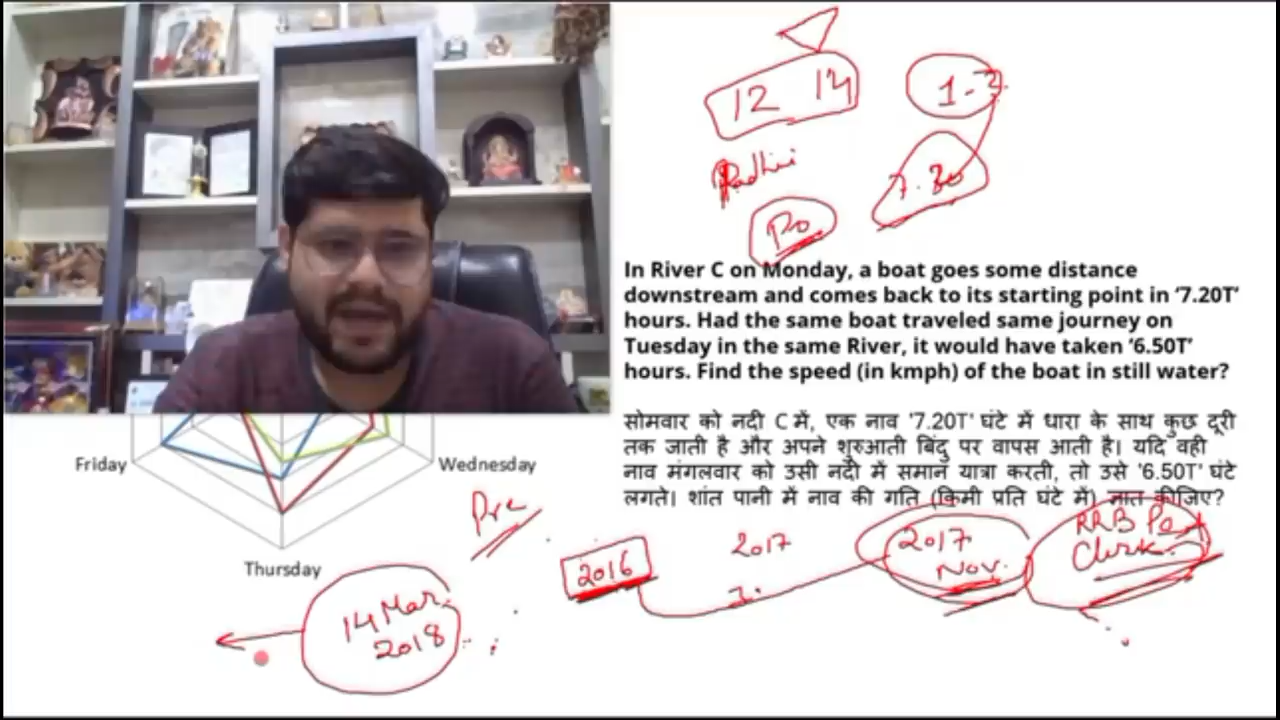 12 14
1-2
7.30
Po
In River C on Monday, a boat goes some distance
downstream and comes back to its starting point in ‘7.20T’
hours. Had the same boat traveled same journey on
Tuesday in the same River, it would have taken ‘6.50T’
hours. Find the speed (in kmph) of the boat in still water?
सोमवार को नदी C में, एक नाव '7.20T' घंटे में धारा के साथ कुछ दूरी
तक जाती है और अपने शुरुआती बिंदु पर वापस आती है। यदि वही
नाव मंगलवार को उसी नदी में समान यात्रा करती, तो उसे '6.50T' घंटे
लगते। शांत पानी में नाव की गति (किमी प्रति घंटे में) ज्ञात कीजिए?
Friday
Wednesday
Thursday
Pre
2016
2017
2017
Nov.
RRB
Clerk
14 Mar
2018